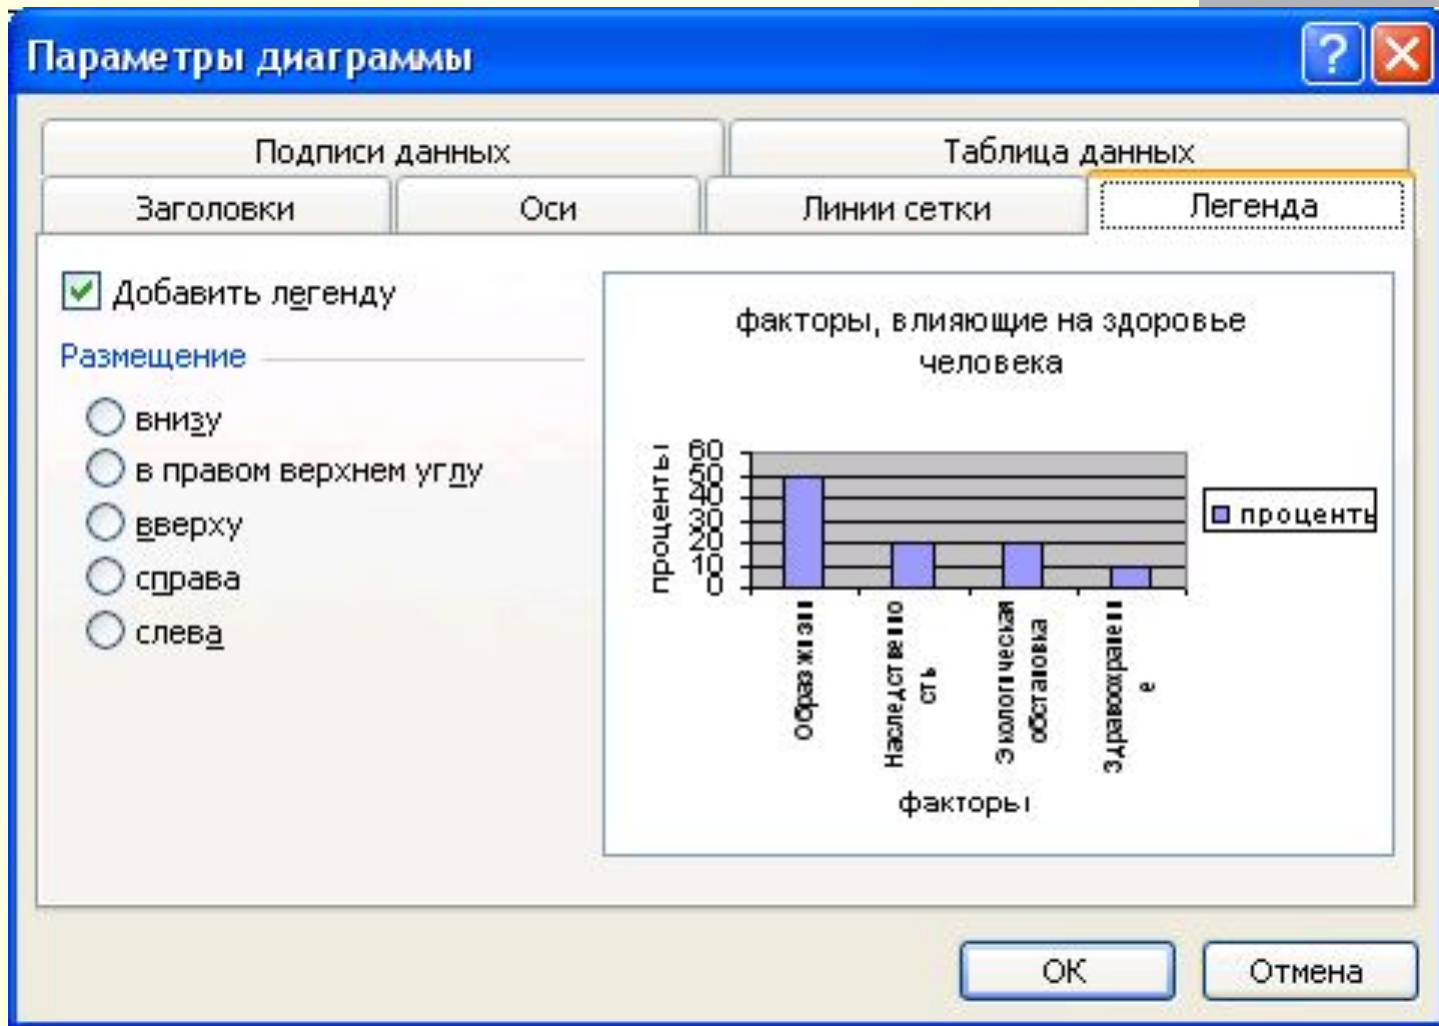 Параметры диаграммы
Подписи данных
Таблица данных
Заголовки
Оси
Линии сетки
Легенда
Добавить легенду
Размещение
внизу
в правом верхнем углу
вверху
справа
слева
факторы, влияющие на здоровье
человека
проценты
60
50
40
30
20
10
0
Образ жизни
Наследственно
сть
Экологическая
обстановка
Здравоохранени
е
факторы
проценты
ОК
Отмена